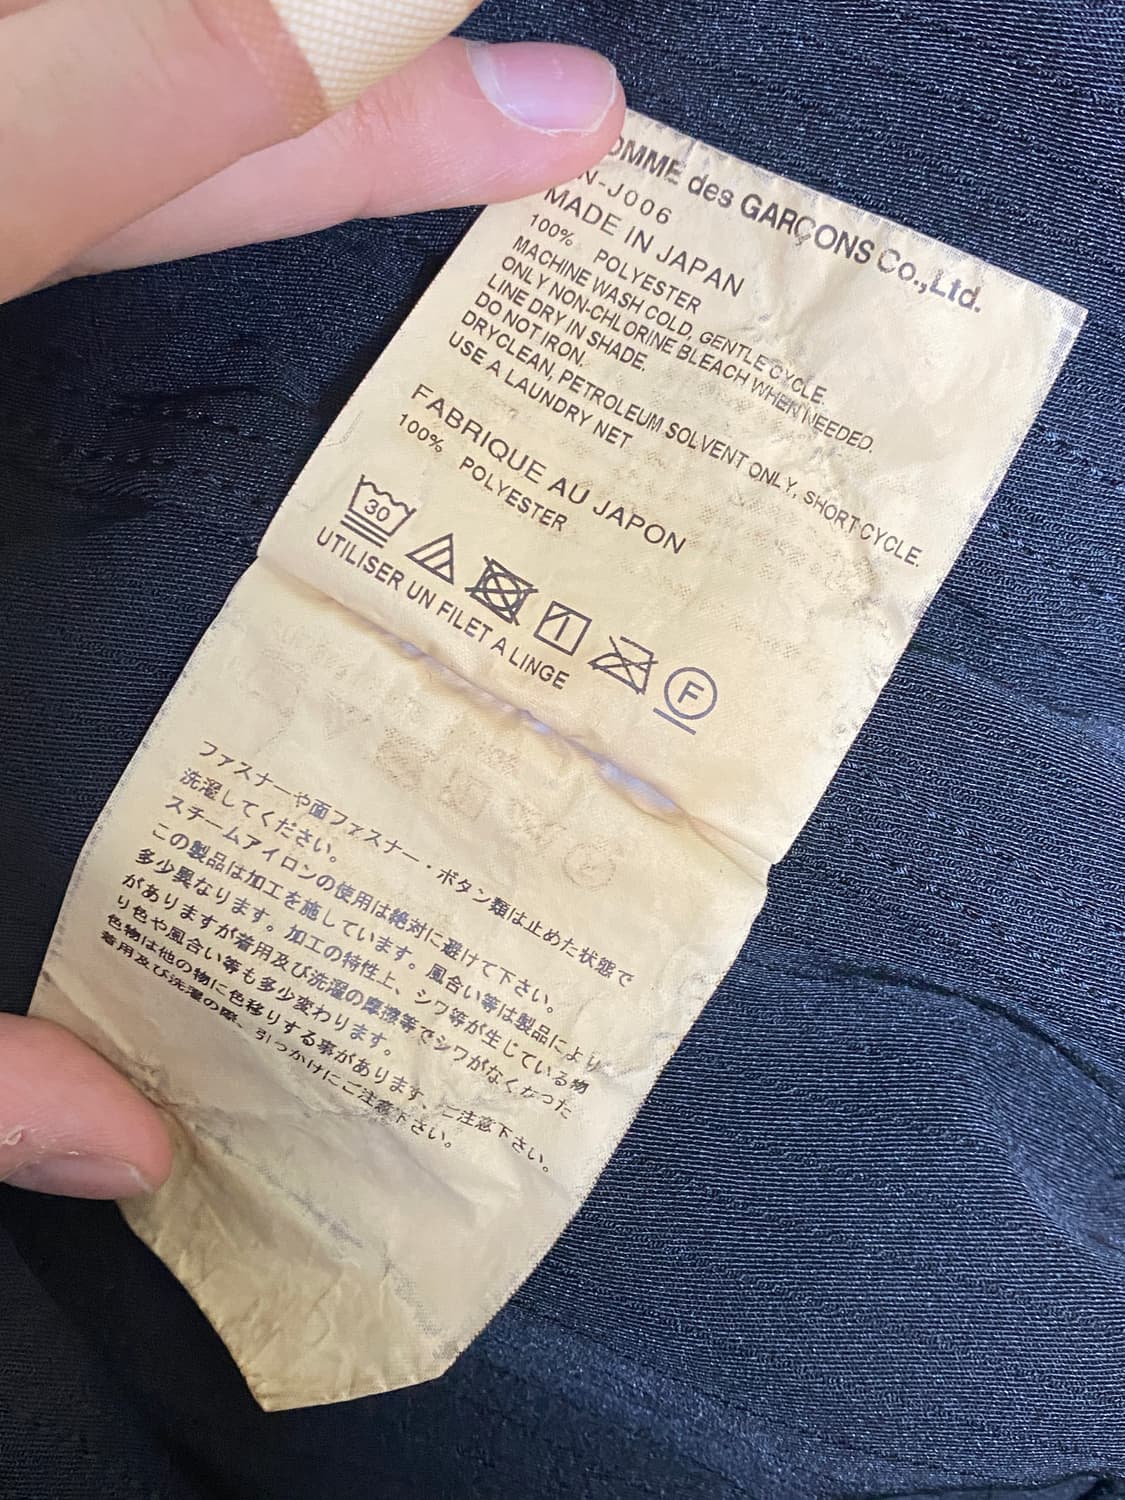 OMME des GARÇONS Co.,Ltd.
N-J006
MADE IN JAPAN
100% POLYESTER
MACHINE WASH COLD, GENTLE CYCLE.
ONLY NON-CHLORINE BLEACH WHEN NEEDED.
LINE DRY IN SHADE.
DO NOT IRON.
DRYCLEAN, PETROLEUM SOLVENT ONLY, SHORT CYCLE.
USE A LAUNDRY NET
FABRIQUE AU JAPON
100% POLYESTER
30
F
UTILISER UN FILET A LINGE
ファスナーや面ファスナー・ボタン類は止めた状態で
洗濯してください。
スチームアイロンの使用は絶対に避けて下さい。
この製品は加工を施しています。風合い等は製品により
多少異なります。加工の特性上、シワ等が生じている物
がありますが着用及び洗濯の摩擦等でシワがなくなった
り色や風合い等も多少変わります。
色物は他の物に色移りする事があります、ご注意下さい。
着用及び洗濯の際、引っかけにご注意下さい。